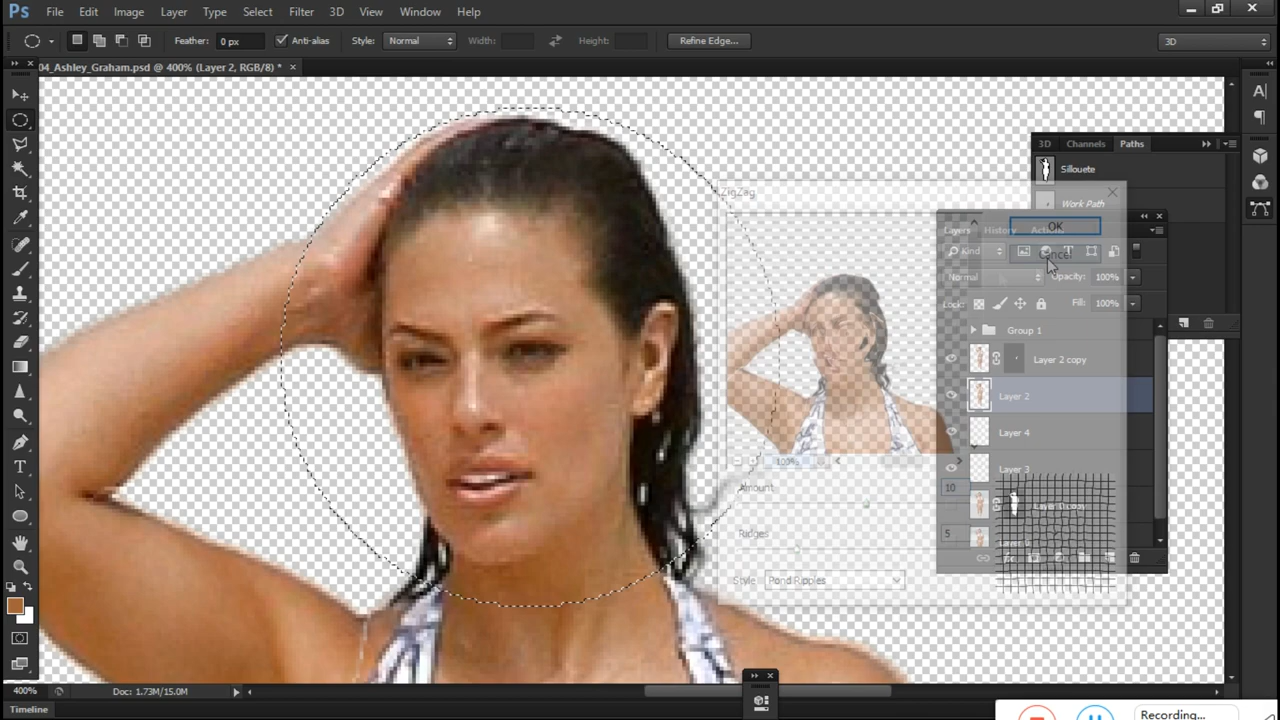 Ps File Edit Image Layer Type Select Filter 3D View Window Help
Feather: 0 px Anti-alias Style: Normal Width: Height: Refine Edge... 3D
04_Ashley_Graham.psd @ 400% (Layer 2, RGB/8) * ×
3D Channels Paths
Sillouete
Work Path
ZigZag
OK
Cancel
Layers History Actions
Kind
Normal Opacity: 100%
Lock: Fill: 100%
Group 1
Layer 2 copy
Layer 2
Layer 4
Layer 3
100%
Amount 10
Ridges 5
Style Pond Ripples
400% Doc: 1.73M/15.0M
Timeline
Recording...